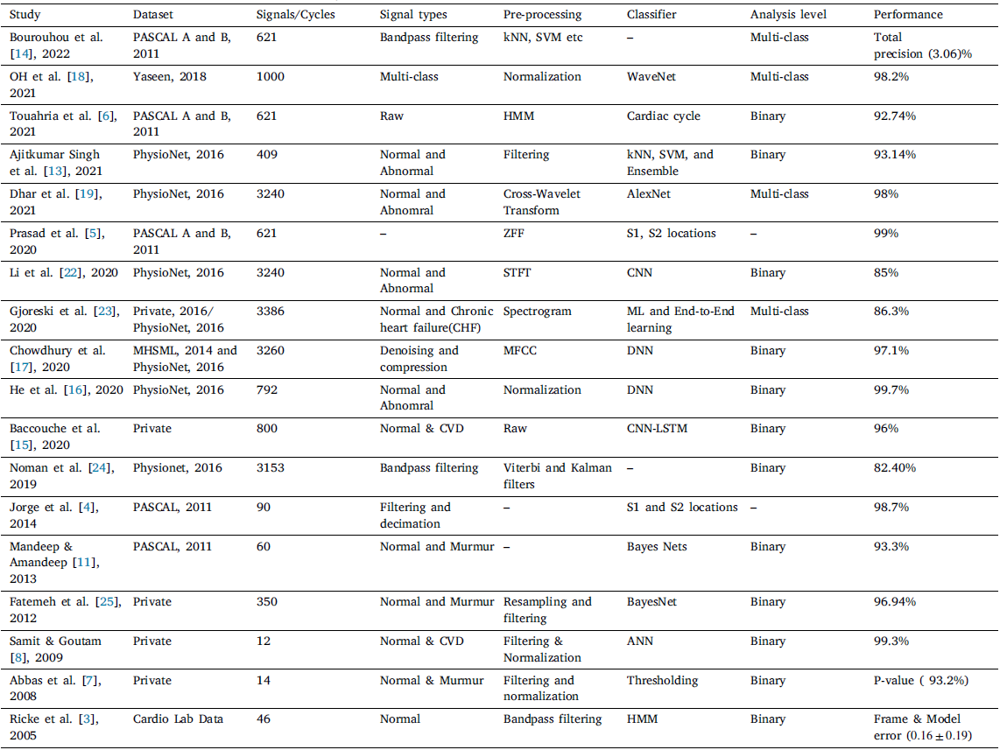 Study Dataset Signals/Cycles Signal types Pre-processing Classifier Analysis level Performance
Bourouhou et al. PASCAL A and B, 621 Bandpass filtering kNN, SVM etc – Multi-class Total
[14], 2022 2011 precision (3.06)%
OH et al. [18], Yaseen, 2018 1000 Multi-class Normalization WaveNet Multi-class 98.2%
2021
Touahria et al. [6], PASCAL A and B, 621 Raw HMM Cardiac cycle Binary 92.74%
2021 2011
Ajitkumar Singh PhysioNet, 2016 409 Normal and Filtering kNN, SVM, and Binary 93.14%
et al. [13], 2021 Abnormal Ensemble
Dhar et al. [19], PhysioNet, 2016 3240 Normal and Cross-Wavelet AlexNet Multi-class 98%
2021 Abnomral Transform
Prasad et al. [5], PASCAL A and B, 621 – ZFF S1, S2 locations – 99%
2020 2011
Li et al. [22], 2020 PhysioNet, 2016 3240 Normal and STFT CNN Binary 85%
Abnormal
Gjoreski et al. [23], Private, 2016/ 3386 Normal and Chronic Spectrogram ML and End-to-End Multi-class 86.3%
2020 PhysioNet, 2016 heart failure(CHF) learning
Chowdhury et al. MHSML, 2014 and 3260 Denoising and MFCC DNN Binary 97.1%
[17], 2020 PhysioNet, 2016 compression
He et al. [16], 2020 PhysioNet, 2016 792 Normal and Normalization DNN Binary 99.7%
Abnomral
Baccouche et al. Private 800 Normal & CVD Raw CNN-LSTM Binary 96%
[15], 2020
Noman et al. [24], Physionet, 2016 3153 Bandpass filtering Viterbi and Kalman – Binary 82.40%
2019 filters
Jorge et al. [4], PASCAL, 2011 90 Filtering and – S1 and S2 locations – 98.7%
2014 decimation
Mandeep & PASCAL, 2011 60 Normal and Murmur – Bayes Nets Binary 93.3%
Amandeep [11],
2013
Fatemeh et al. [25], Private 350 Normal and Murmur Resampling and BayesNet Binary 96.94%
2012 filtering
Samit & Goutam Private 12 Normal & CVD Filtering & ANN Binary 99.3%
[8], 2009 Normalization
Abbas et al. [7], Private 14 Normal & Murmur Filtering and Thresholding Binary P-value ( 93.2%)
2008 normalization
Ricke et al. [3], Cardio Lab Data 46 Normal Bandpass filtering HMM Binary Frame & Model
2005 error (0.16 ± 0.19)